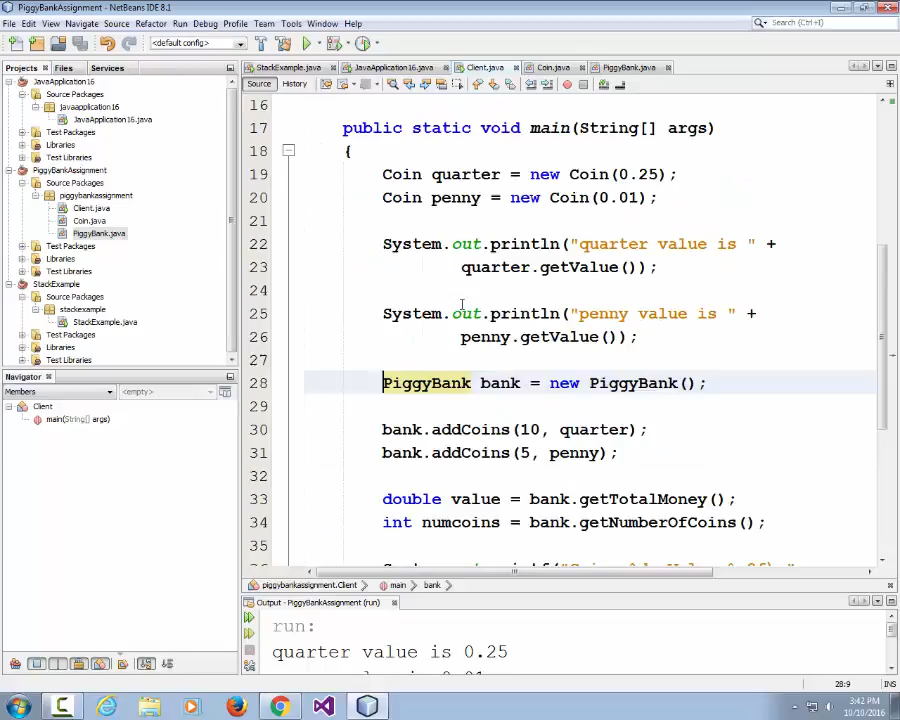 PiggyBankAssignment - NetBeans IDE 8.1
File Edit View Navigate Source Refactor Run Debug Profile Team Tools Window Help
<default config>
Search (Ctrl+I)
Projects Files Services
StackExample.java JavaApplication16.java Client.java Coin.java PiggyBank.java
Source History
JavaApplication16
Source Packages
javaapplication16
JavaApplication16.java
Test Packages
Libraries
Test Libraries
PiggyBankAssignment
Source Packages
piggybankassignment
Client.java
Coin.java
PiggyBank.java
Test Packages
Libraries
Test Libraries
StackExample
Source Packages
stackexample
StackExample.java
Test Packages
Libraries
Test Libraries
Navigator
Members <empty>
Client
main(String[] args)
16
17 public static void main(String[] args)
18 {
19 Coin quarter = new Coin(0.25);
20 Coin penny = new Coin(0.01);
21
22 System.out.println("quarter value is " +
23 quarter.getValue());
24
25 System.out.println("penny value is " +
26 penny.getValue());
27
28 PiggyBank bank = new PiggyBank();
29
30 bank.addCoins(10, quarter);
31 bank.addCoins(5, penny);
32
33 double value = bank.getTotalMoney();
34 int numcoins = bank.getNumberOfCoins();
35
piggybankassignment.Client main bank
Output - PiggyBankAssignment (run)
run:
quarter value is 0.25
28:9 INS
3:42 PM
10/10/2016